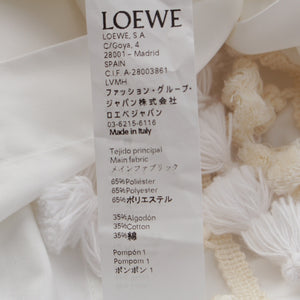 LOEWE
LOEWE, S.A
C/Goya, 4
28001 - Madrid
SPAIN
C.I.F. A-28003861
LVMH
ファッション・グループ・
ジャパン株式会社
ロエベジャパン
03-6215-6116
Made in Italy
Tejido principal
Main fabric
メインファブリック
65%Poliéster
65%Polyester
65%ポリエステル
35%Algodón
35%Cotton
35%綿
Pompón 1
Pompom 1
ポンポン 1